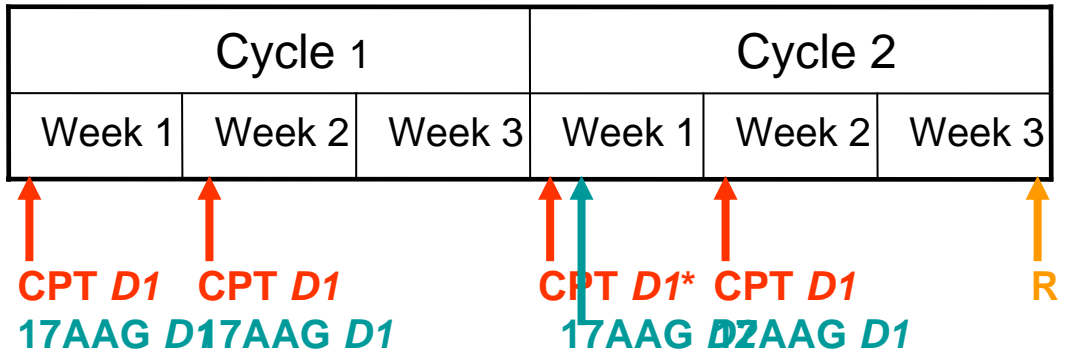 Cycle 1 Cycle 2
Week 1 Week 2 Week 3 Week 1 Week 2 Week 3
CPT D1 CPT D1 CPT D1* CPT D1 R
17AAG D1 17AAG D1 17AAG D2 17AAG D1